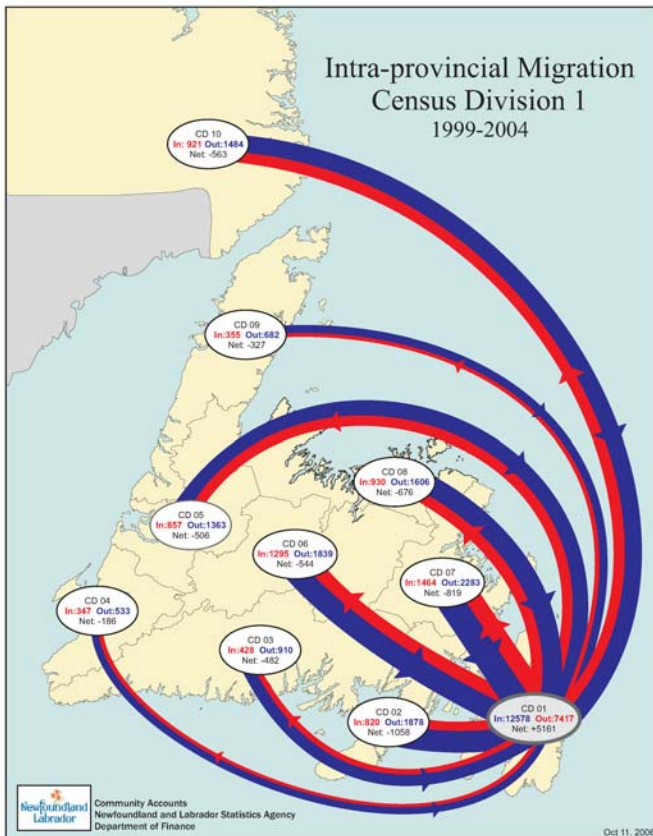 Intra-provincial Migration
Census Division 1
1999-2004
CD 10
In: 921 Out:1484
Net: -563
CD 09
In:355 Out:682
Net: -327
CD 08
In:930 Out:1606
Net: -676
CD 05
In:857 Out:1363
Net: -506
CD 06
In:1295 Out:1839
Net: -544
CD 07
In:1464 Out:2283
Net: -819
CD 04
In:347 Out:533
Net: -186
CD 03
In:428 Out:910
Net: -482
CD 02
In:820 Out:1878
Net: -1058
CD 01
In:12578 Out:7417
Net: +5161
Newfoundland
Labrador
Community Accounts
Newfoundland and Labrador Statistics Agency
Department of Finance
Oct 11, 2006